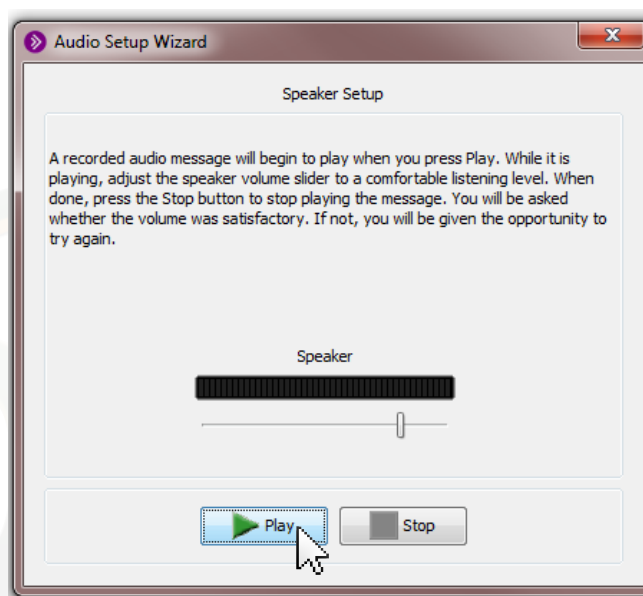 Audio Setup Wizard
Speaker Setup
A recorded audio message will begin to play when you press Play. While it is
playing, adjust the speaker volume slider to a comfortable listening level. When
done, press the Stop button to stop playing the message. You will be asked
whether the volume was satisfactory. If not, you will be given the opportunity to
try again.
Speaker
Play
Stop